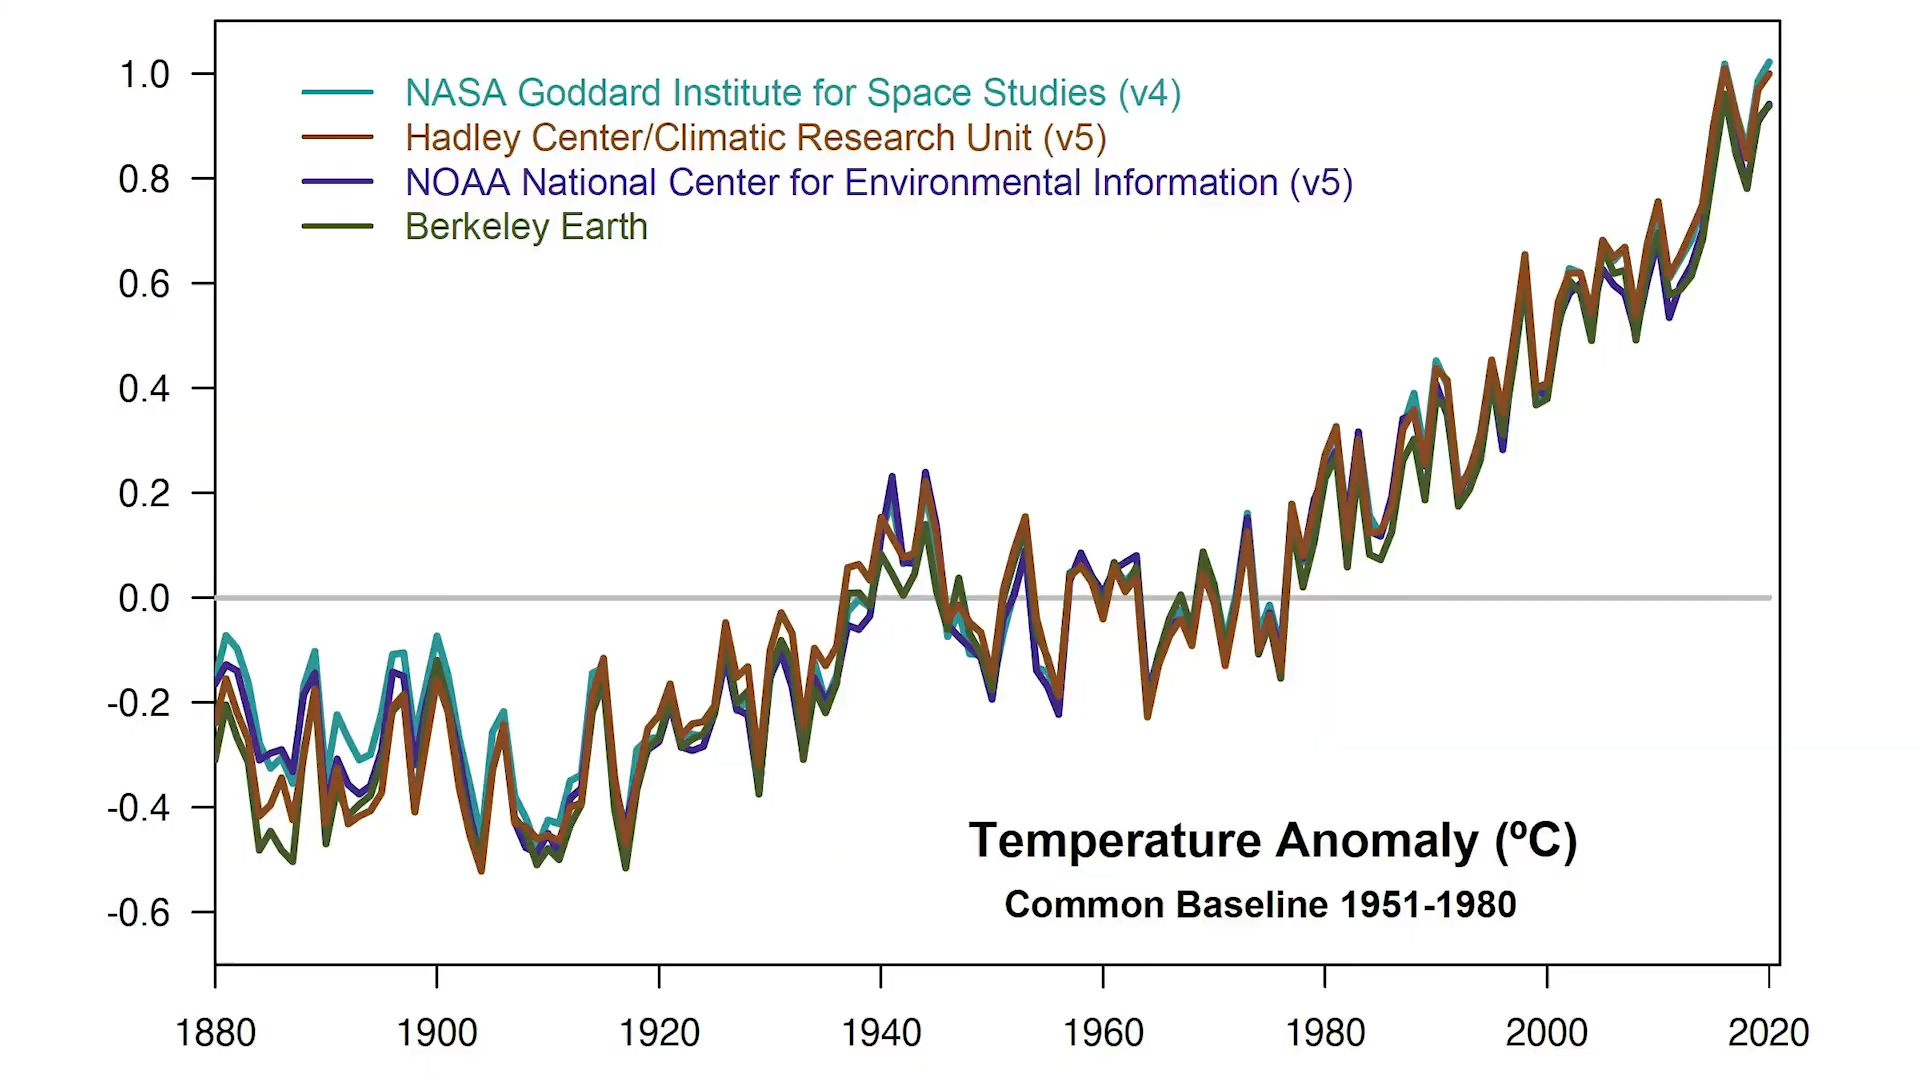 1.0
0.8
0.6
0.4
0.2
0.0
-0.2
-0.4
-0.6
NASA Goddard Institute for Space Studies (v4)
Hadley Center/Climatic Research Unit (v5)
NOAA National Center for Environmental Information (v5)
Berkeley Earth
Temperature Anomaly (ºC)
Common Baseline 1951-1980
1880 1900 1920 1940 1960 1980 2000 2020